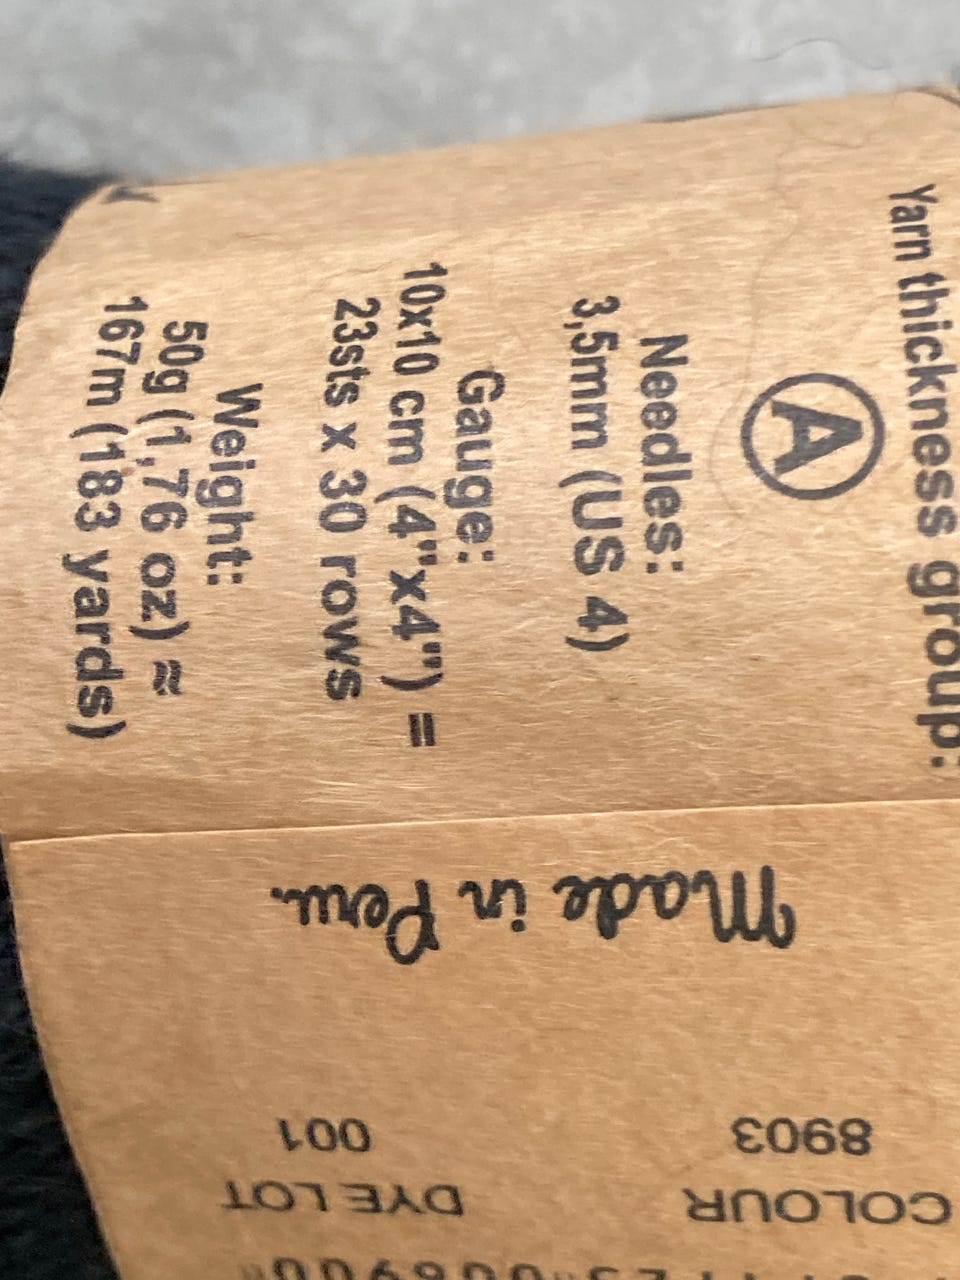 Yarn thickness group:
A
Needles:
3,5mm (US 4)
Gauge:
10x10 cm (4"x4") =
23sts x 30 rows
Weight:
50g (1,76 oz) ≈
167m (183 yards)
Made in Peru.
COLOUR DYE LOT
8903 001